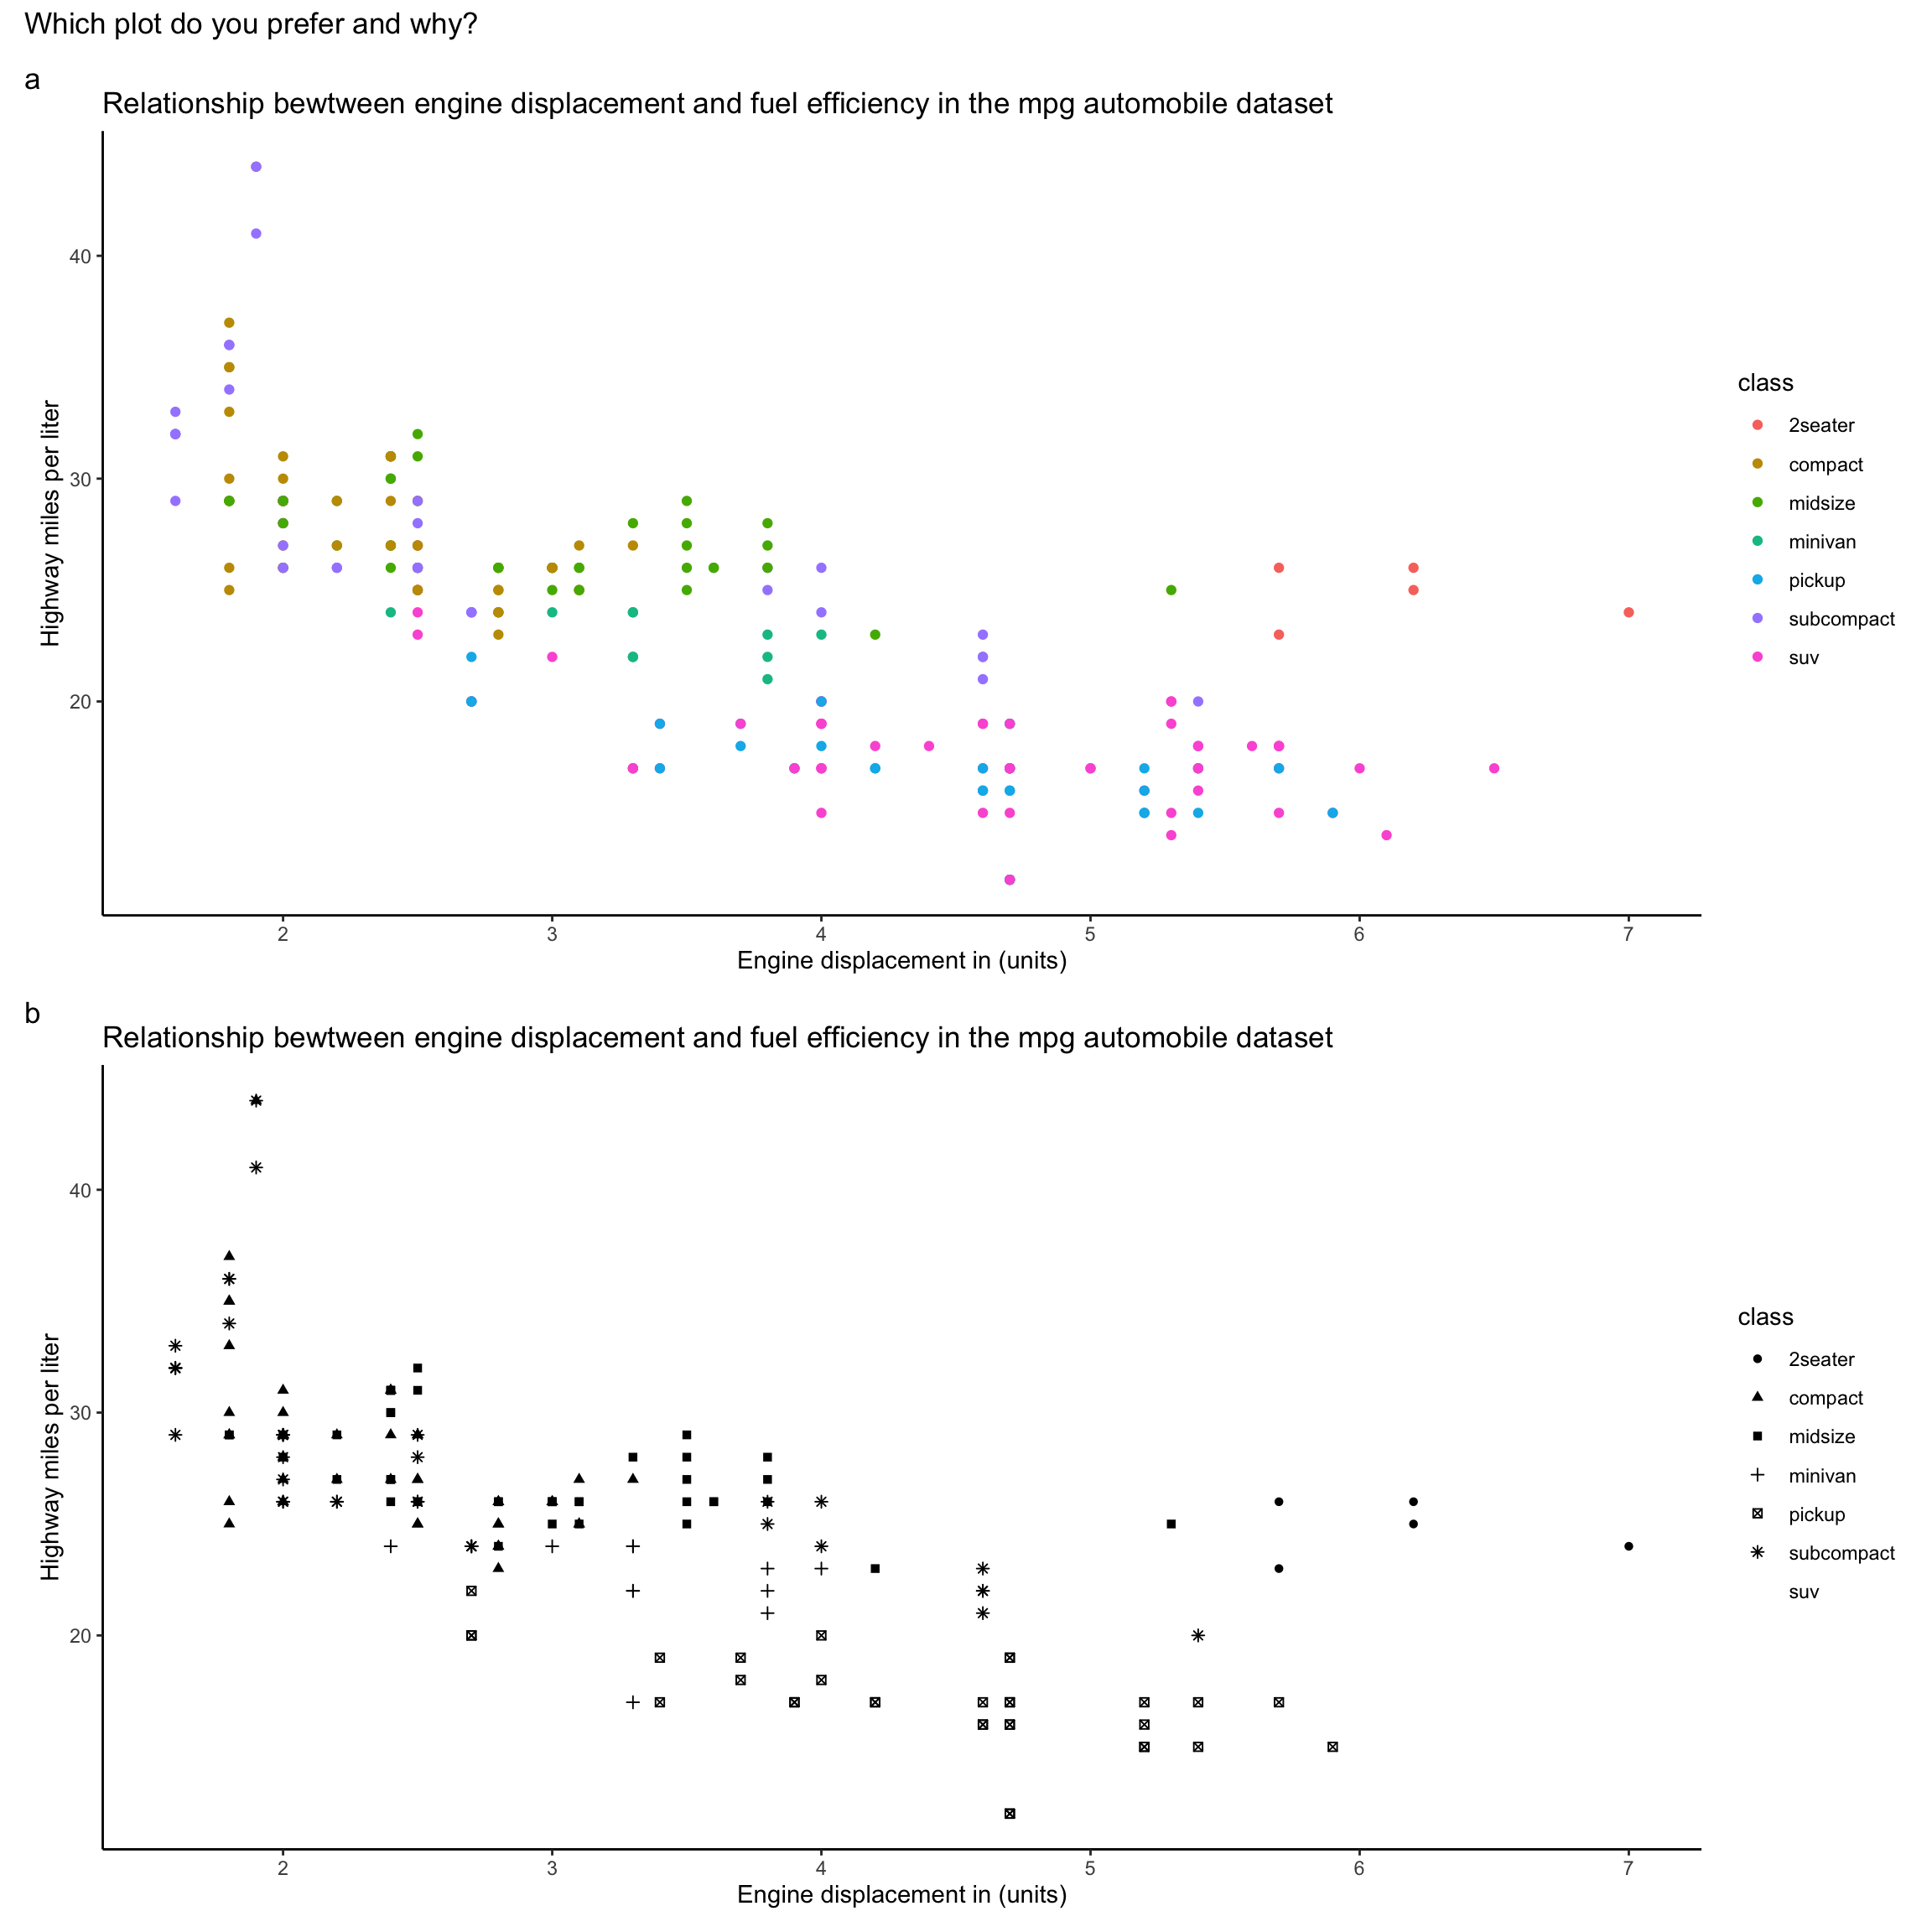 Which plot do you prefer and why?
a
Relationship bewtween engine displacement and fuel efficiency in the mpg automobile dataset
Highway miles per liter
40
30
20
2 3 4 5 6 7
Engine displacement in (units)
class
2seater
compact
midsize
minivan
pickup
subcompact
suv
b
Relationship bewtween engine displacement and fuel efficiency in the mpg automobile dataset
Highway miles per liter
40
30
20
2 3 4 5 6 7
Engine displacement in (units)
class
2seater
compact
midsize
minivan
pickup
subcompact
suv